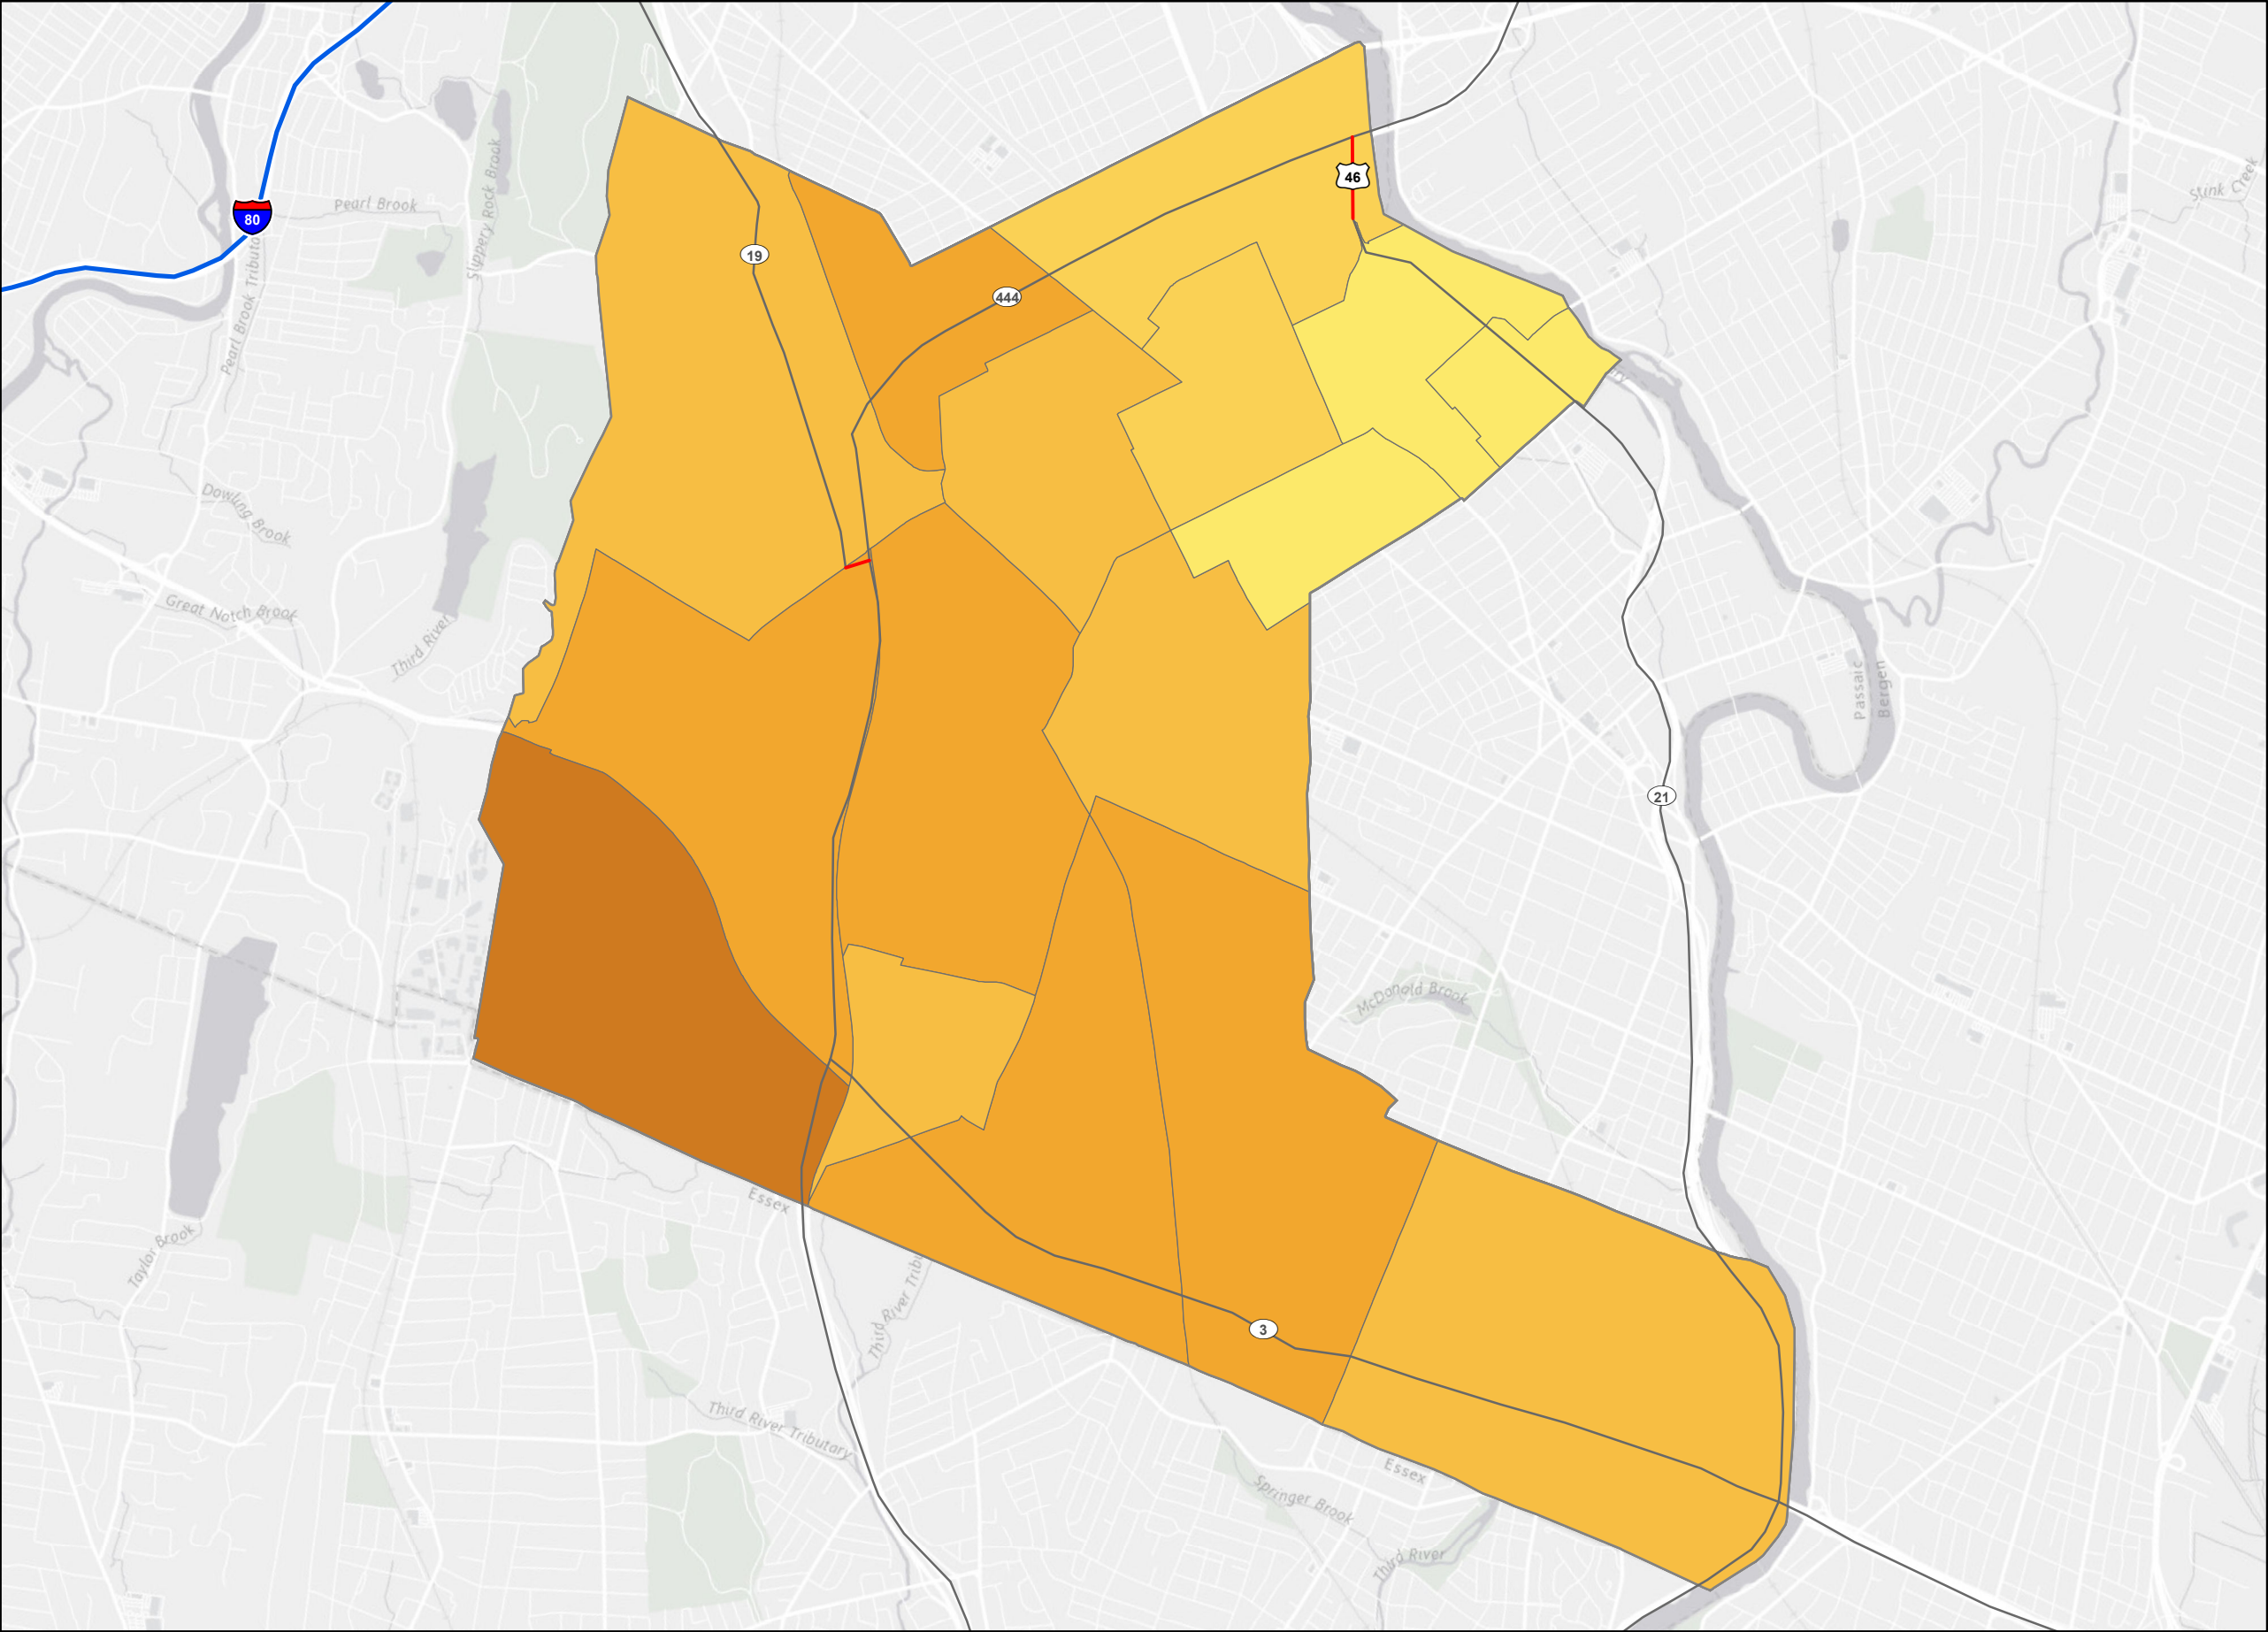 46
Stink Creek
Slippery Rock Brook
Pearl Brook
80
19
444
Pearl Brook Tributa
Dowling Brook
Great Notch Brook
Third River
Passaic
Bergen
21
McDonald Brook
Essex
Taylor Brook
Third River Tribu
3
Third River Tributary
Essex
Springer Brook
Third River